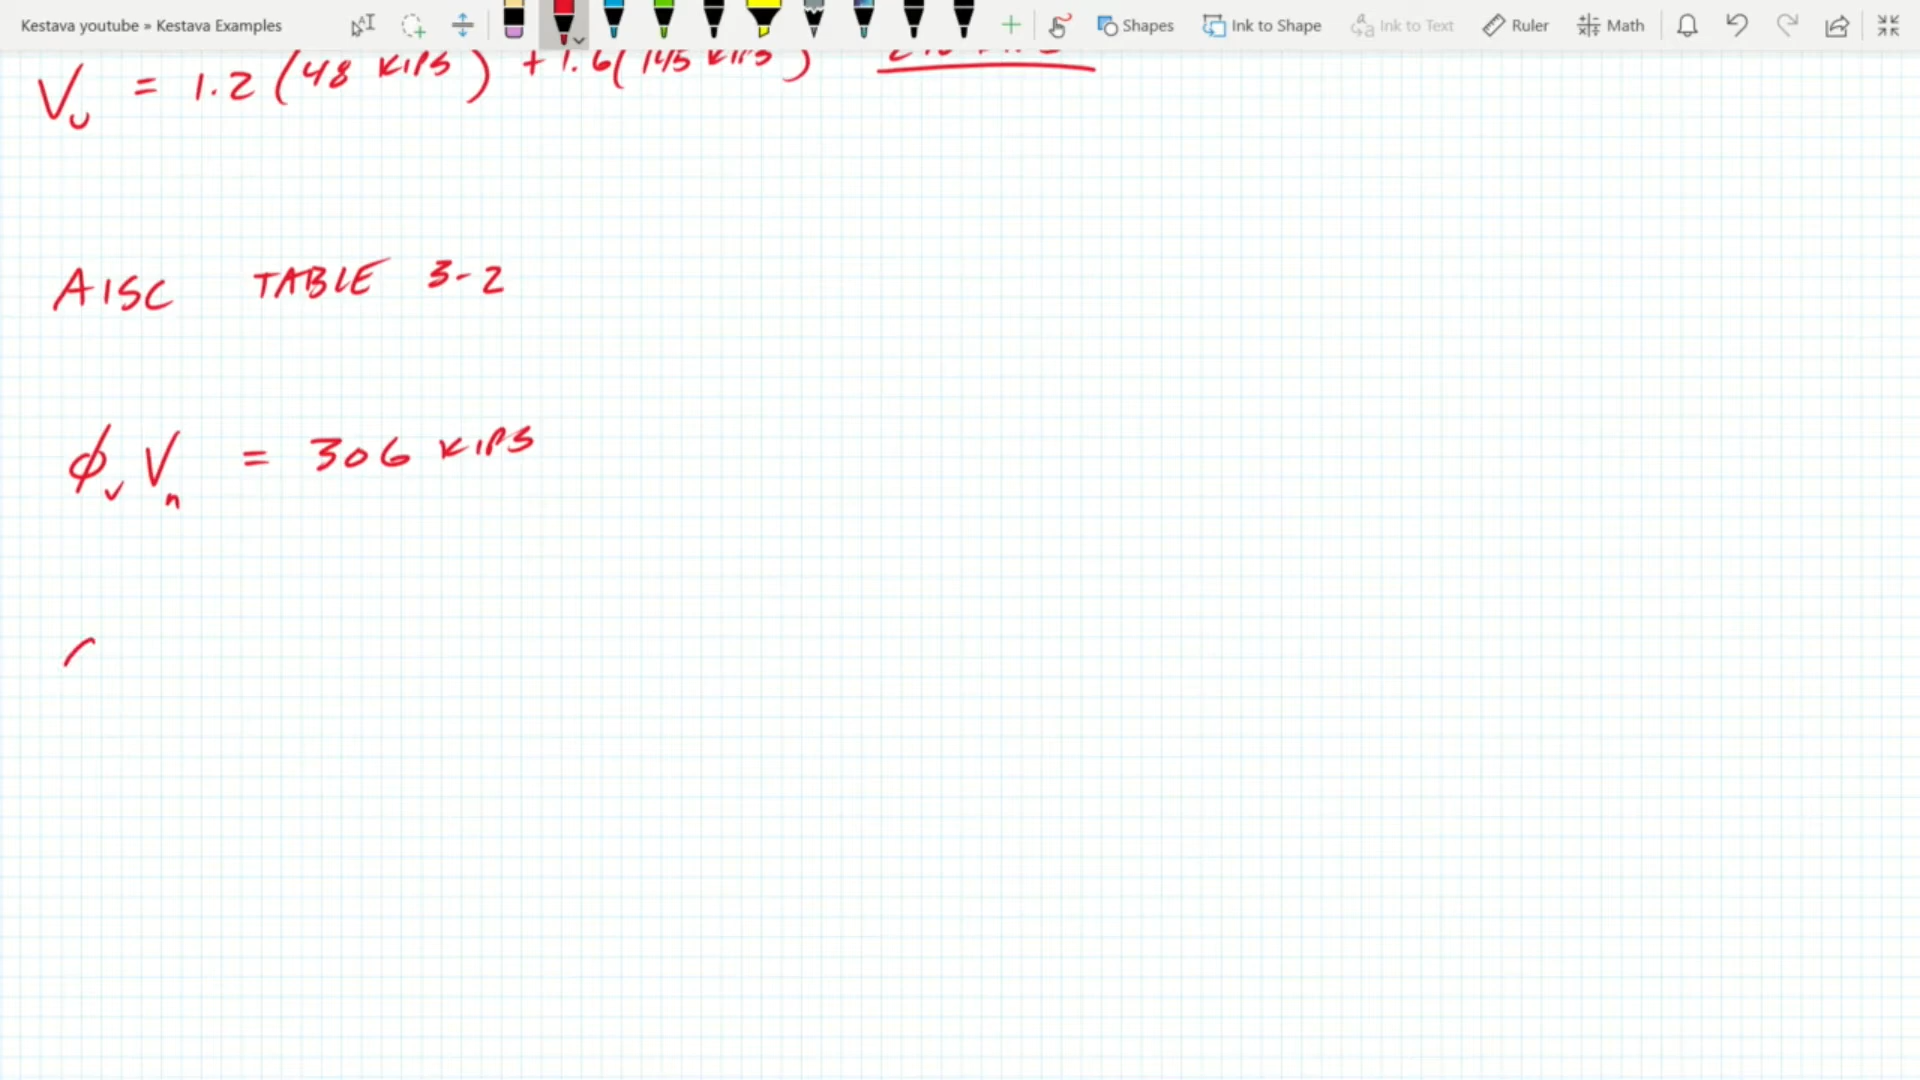 Kestava youtube » Kestava Examples Shapes Ink to Shape Ink to Text Ruler Math
Vu = 1.2 (48 KIPS) + 1.6(145 KIPS)
AISC TABLE 3-2
ϕv Vn = 306 KIPS